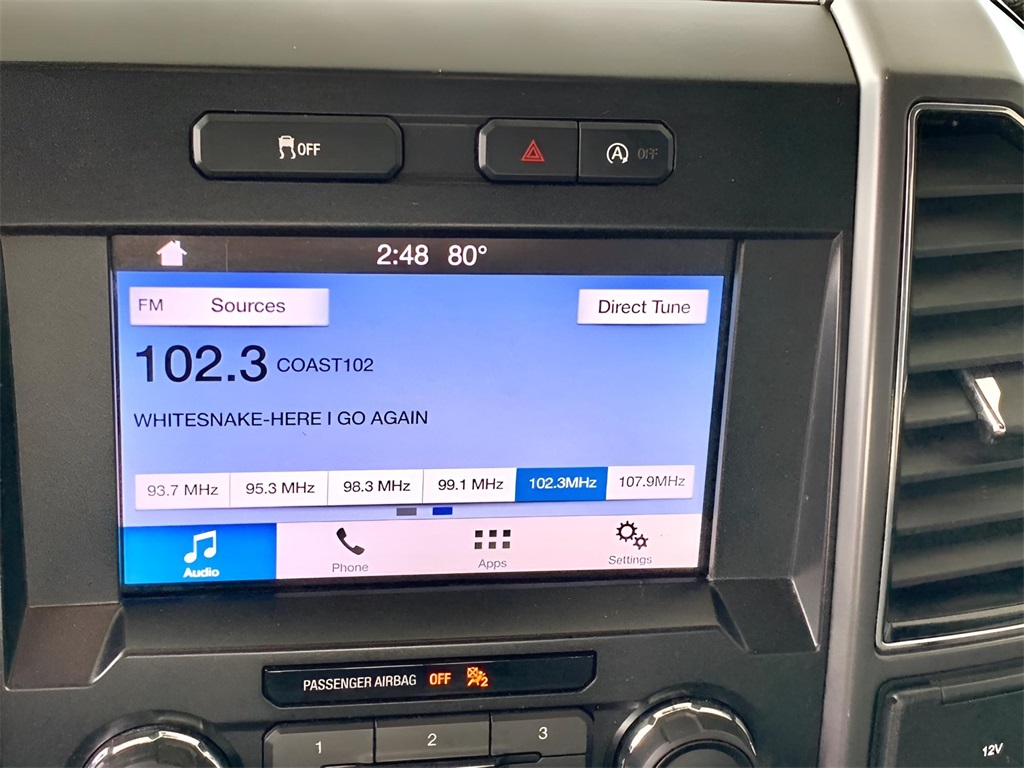 OFF
A OFF
2:48 80°
FM Sources
Direct Tune
102.3 COAST102
WHITESNAKE-HERE I GO AGAIN
93.7 MHz 95.3 MHz 98.3 MHz 99.1 MHz 102.3MHz 107.9MHz
Audio Phone Apps Settings
PASSENGER AIRBAG OFF 2
1 2 3
12V